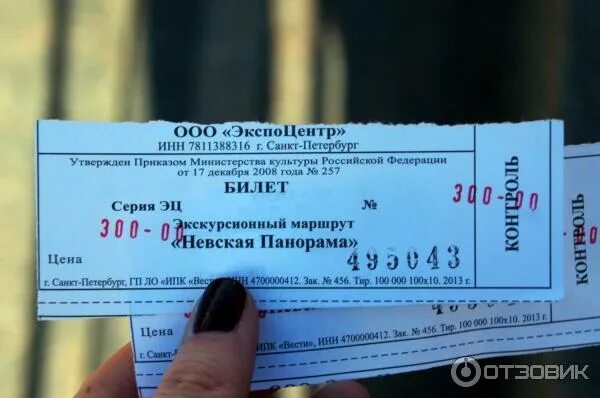 ООО «ЭкспоЦентр»
ИНН 7811388316 г. Санкт-Петербург
Утвержден Приказом Министерства культуры Российской Федерации
от 17 декабря 2008 года № 257
БИЛЕТ
Серия ЭЦ №
300-00
Экскурсионный маршрут
300-00
«Невская Панорама»
Цена
495043
г. Санкт-Петербург, ГП ЛО «ИПК «Вести», ИНН 4700000412. Зак. № 456. Тир. 100 000 100х10. 2013 г.
КОНТРОЛЬ
КОНТРОЛЬ
Цена
г. Санкт-П
ИПК «Вести», ИНН 4700000412. Зак. № 456. Тир. 100 000 100х10. 2013 г.
ООО «Экспо
ОТЗОВИК